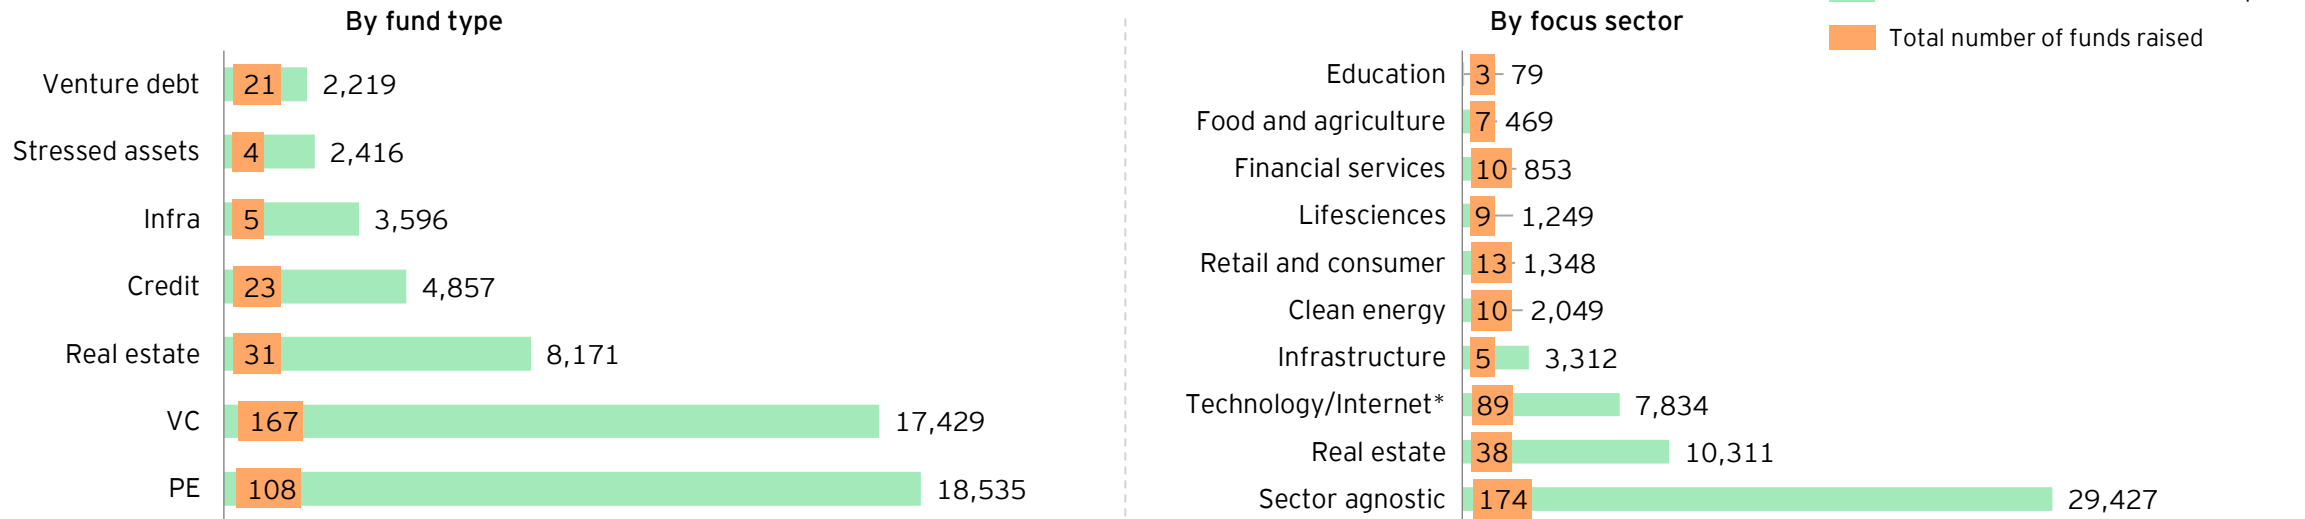 By fund type
Venture debt 21 2,219
Stressed assets 4 2,416
Infra 5 3,596
Credit 23 4,857
Real estate 31 8,171
VC 167 17,429
PE 108 18,535
By focus sector
Total number of funds raised
Education 3 79
Food and agriculture 7 469
Financial services 10 853
Lifesciences 9 1,249
Retail and consumer 13 1,348
Clean energy 10 2,049
Infrastructure 5 3,312
Technology/Internet* 89 7,834
Real estate 38 10,311
Sector agnostic 174 29,427